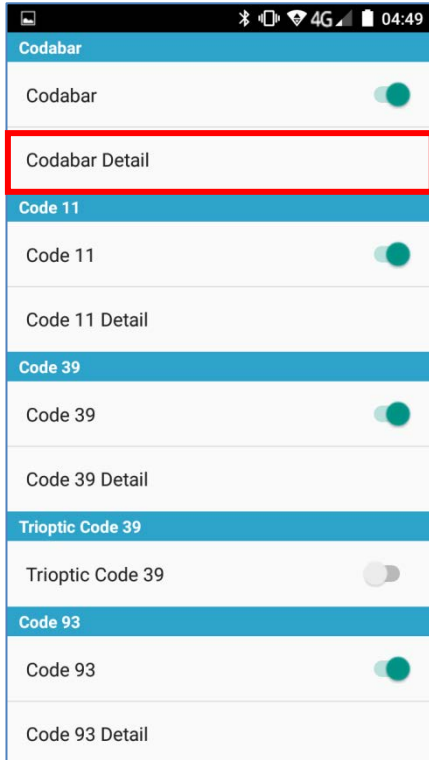 4G 04:49
Codabar
Codabar
Codabar Detail
Code 11
Code 11
Code 11 Detail
Code 39
Code 39
Code 39 Detail
Trioptic Code 39
Trioptic Code 39
Code 93
Code 93
Code 93 Detail